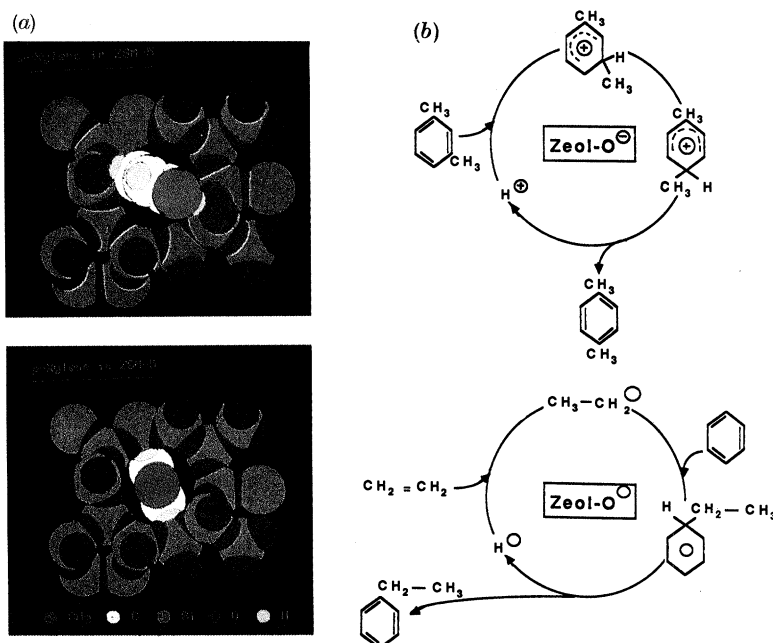 (a)
(b)
CH₃
⊕
H
CH₃
CH₃
CH₃
Zeol-O⊖
CH₃
⊕
CH₃ H
H⊕
CH₃
CH₃
CH₃-CH₂
CH₂ = CH₂
Zeol-O
H CH₂-CH₃
H
CH₂-CH₃